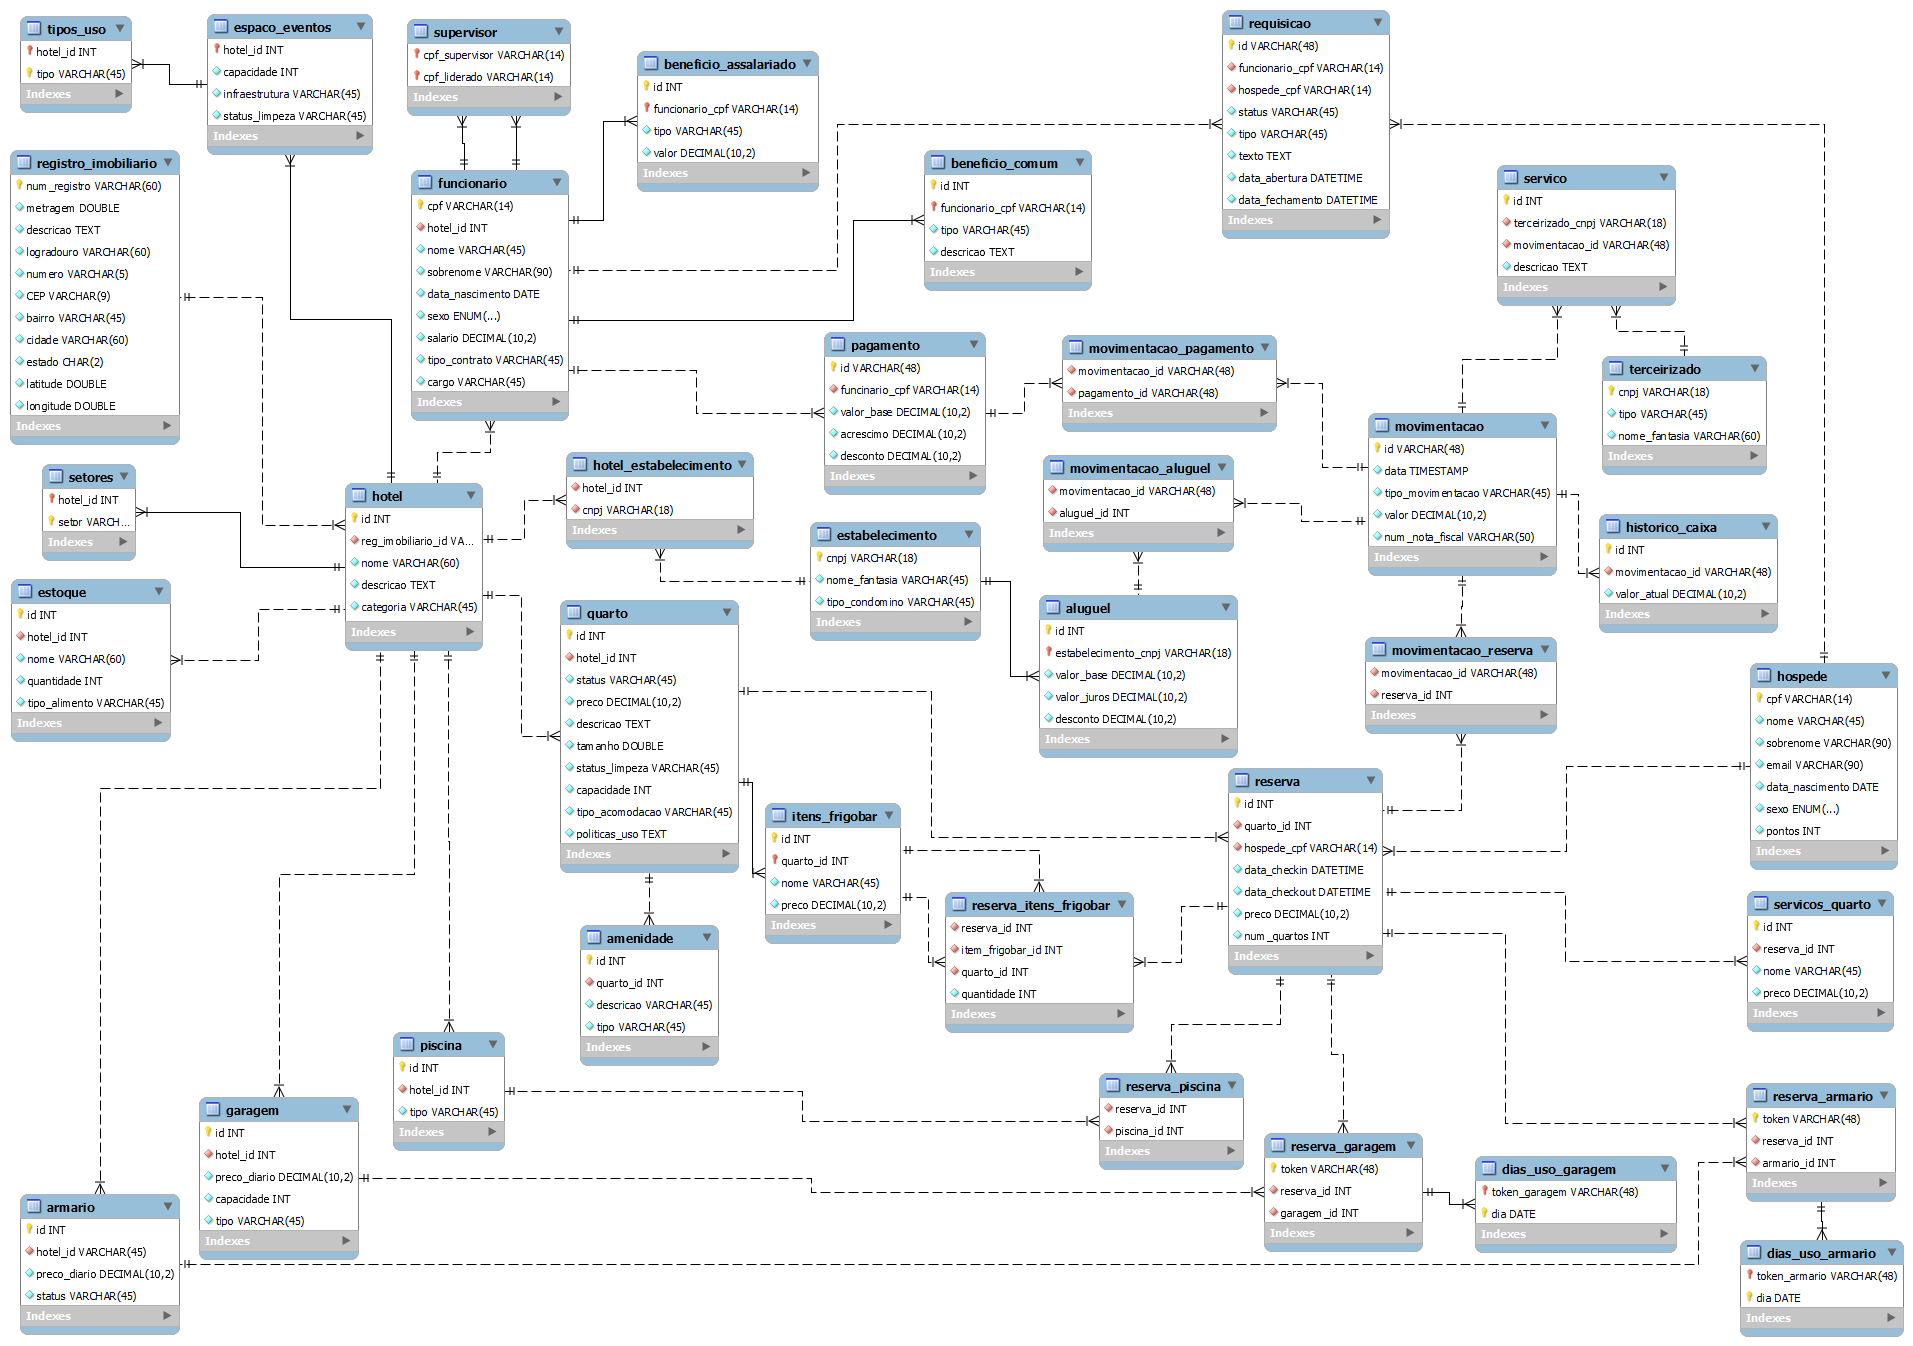 tipos_uso
hotel_id INT
tipo VARCHAR(45)
Indexes
espaco_eventos
hotel_id INT
capacidade INT
infraestrutura VARCHAR(45)
status_limpeza VARCHAR(45)
Indexes
supervisor
cpf_supervisor VARCHAR(14)
cpf_liderado VARCHAR(14)
Indexes
beneficio_assalariado
id INT
funcionario_cpf VARCHAR(14)
tipo VARCHAR(45)
valor DECIMAL(10,2)
Indexes
requisicao
id VARCHAR(48)
funcionario_cpf VARCHAR(14)
hospede_cpf VARCHAR(14)
status VARCHAR(45)
tipo VARCHAR(45)
texto TEXT
data_abertura DATETIME
data_fechamento DATETIME
Indexes
registro_imobiliario
num_registro VARCHAR(60)
metragem DOUBLE
descricao TEXT
logradouro VARCHAR(60)
numero VARCHAR(5)
CEP VARCHAR(9)
bairro VARCHAR(45)
cidade VARCHAR(60)
estado CHAR(2)
latitude DOUBLE
longitude DOUBLE
Indexes
funcionario
cpf VARCHAR(14)
hotel_id INT
nome VARCHAR(45)
sobrenome VARCHAR(90)
data_nascimento DATE
sexo ENUM(...)
salario DECIMAL(10,2)
tipo_contrato VARCHAR(45)
cargo VARCHAR(45)
Indexes
beneficio_comum
id INT
funcionario_cpf VARCHAR(14)
tipo VARCHAR(45)
descricao TEXT
Indexes
servico
id INT
terceirizado_cnpj VARCHAR(18)
movimentacao_id VARCHAR(48)
descricao TEXT
Indexes
pagamento
id VARCHAR(48)
funcinario_cpf VARCHAR(14)
valor_base DECIMAL(10,2)
acrescimo DECIMAL(10,2)
desconto DECIMAL(10,2)
Indexes
movimentacao_pagamento
movimentacao_id VARCHAR(48)
pagamento_id VARCHAR(48)
Indexes
terceirizado
cnpj VARCHAR(18)
tipo VARCHAR(45)
nome_fantasia VARCHAR(60)
Indexes
movimentacao
id VARCHAR(48)
data TIMESTAMP
tipo_movimentacao VARCHAR(45)
valor DECIMAL(10,2)
num_nota_fiscal VARCHAR(50)
Indexes
setores
hotel_id INT
setor VARCH...
Indexes
hotel
id INT
reg_imobiliario_id VA...
nome VARCHAR(60)
descricao TEXT
categoria VARCHAR(45)
Indexes
hotel_estabelecimento
hotel_id INT
cnpj VARCHAR(18)
Indexes
movimentacao_aluguel
movimentacao_id VARCHAR(48)
aluguel_id INT
Indexes
historico_caixa
id INT
movimentacao_id VARCHAR(48)
valor_atual DECIMAL(10,2)
Indexes
estabelecimento
cnpj VARCHAR(18)
nome_fantasia VARCHAR(45)
tipo_condomino VARCHAR(45)
Indexes
estoque
id INT
hotel_id INT
nome VARCHAR(60)
quantidade INT
tipo_alimento VARCHAR(45)
Indexes
quarto
id INT
hotel_id INT
status VARCHAR(45)
preco DECIMAL(10,2)
descricao TEXT
tamanho DOUBLE
status_limpeza VARCHAR(45)
capacidade INT
tipo_acomodacao VARCHAR(45)
politicas_uso TEXT
Indexes
aluguel
id INT
estabelecimento_cnpj VARCHAR(18)
valor_base DECIMAL(10,2)
valor_juros DECIMAL(10,2)
desconto DECIMAL(10,2)
Indexes
movimentacao_reserva
movimentacao_id VARCHAR(48)
reserva_id INT
Indexes
hospede
cpf VARCHAR(14)
nome VARCHAR(45)
sobrenome VARCHAR(90)
email VARCHAR(90)
data_nascimento DATE
sexo ENUM(...)
pontos INT
Indexes
reserva
id INT
quarto_id INT
hospede_cpf VARCHAR(14)
data_checkin DATETIME
data_checkout DATETIME
preco DECIMAL(10,2)
num_quartos INT
Indexes
itens_frigobar
id INT
quarto_id INT
nome VARCHAR(45)
preco DECIMAL(10,2)
Indexes
reserva_itens_frigobar
reserva_id INT
item_frigobar_id INT
quarto_id INT
quantidade INT
Indexes
servicos_quarto
id INT
reserva_id INT
nome VARCHAR(45)
preco DECIMAL(10,2)
Indexes
amenidade
id INT
quarto_id INT
descricao VARCHAR(45)
tipo VARCHAR(45)
Indexes
piscina
id INT
hotel_id INT
tipo VARCHAR(45)
Indexes
reserva_piscina
reserva_id INT
piscina_id INT
Indexes
reserva_armario
token VARCHAR(48)
reserva_id INT
armario_id INT
Indexes
garagem
id INT
hotel_id INT
preco_diario DECIMAL(10,2)
capacidade INT
tipo VARCHAR(45)
Indexes
reserva_garagem
token VARCHAR(48)
reserva_id INT
garagem_id INT
Indexes
dias_uso_garagem
token_garagem VARCHAR(48)
dia DATE
Indexes
armario
id INT
hotel_id VARCHAR(45)
preco_diario DECIMAL(10,2)
status VARCHAR(45)
Indexes
dias_uso_armario
token_armario VARCHAR(48)
dia DATE
Indexes